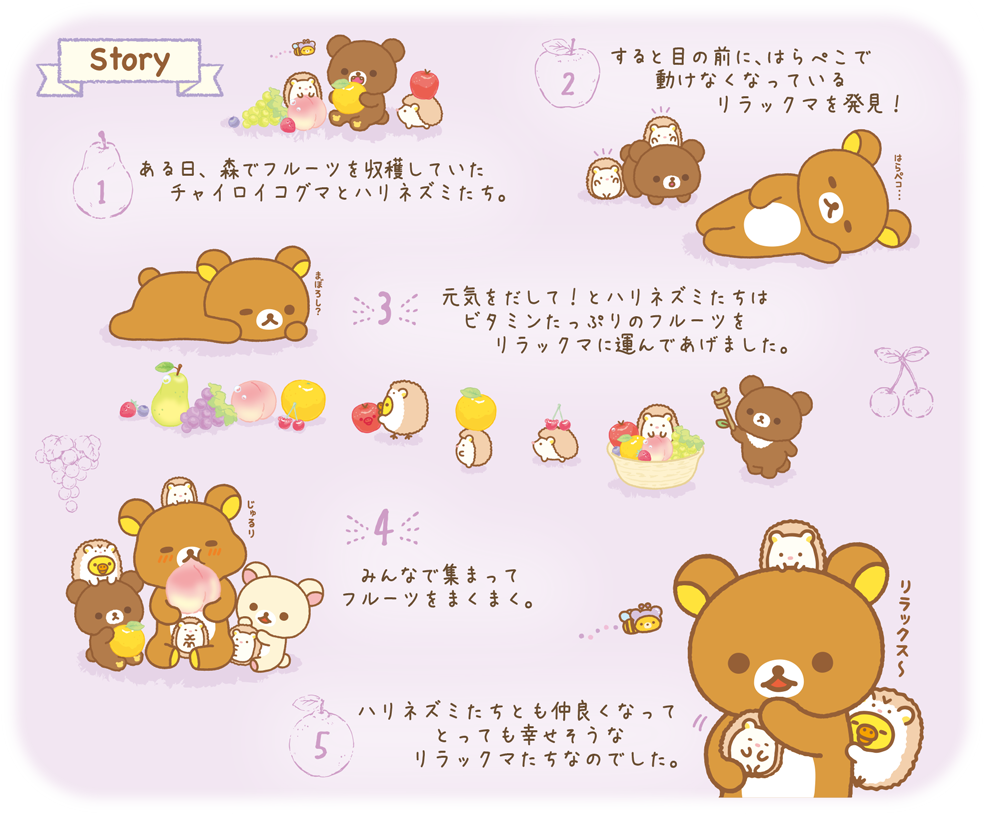 Story
1
ある日、森でフルーツを収穫していた
チャイロイコグマとハリネズミたち。
2
すると目の前に、はらぺこで
動けなくなっている
リラックマを発見！
はらペコ…
まぼろし？
3
元気をだして！とハリネズミたちは
ビタミンたっぷりのフルーツを
リラックマに運んであげました。
じゅるり
4
みんなで集まって
フルーツをまくまく。
リラックス～
5
ハリネズミたちとも仲良くなって
とっても幸せそうな
リラックマたちなのでした。